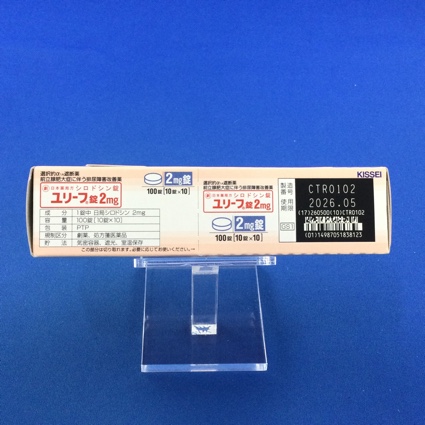 KISSEI
選択的α₁A遮断薬
前立腺肥大症に伴う排尿障害改善薬
日本薬局方 シロドシン錠
ユリーフ錠2mg
2mg錠
100錠[10錠×10]
成分 1錠中 日局シロドシン 2mg
容量 100錠(10錠×10)
包装 PTP
規制区分 劇薬、処方箋医薬品
貯法 気密容器、遮光、室温保存
選択的α₁A遮断薬
前立腺肥大症に伴う排尿障害改善薬
日本薬局方 シロドシン錠
ユリーフ錠2mg
2mg錠
100錠[10錠×10]
製造番号 CTR0102
使用期限 2026.05
(17)260500(10)CTR0102
GS1
(01)14987051838123